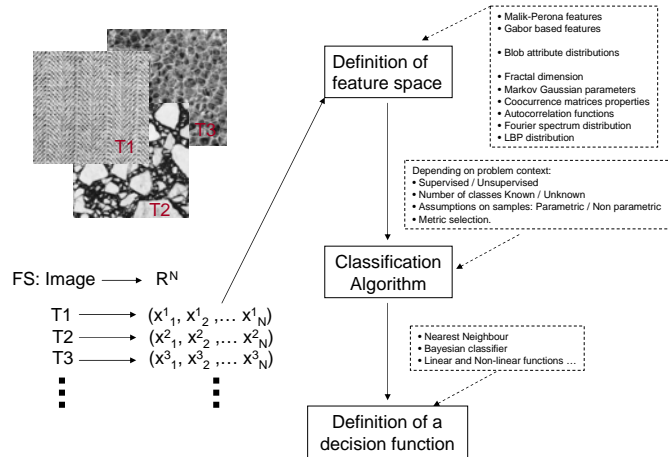 T1
T3
T2
FS: Image R^N
T1 (x^1_1, x^1_2 ,… x^1_N)
T2 (x^2_1, x^2_2 ,… x^2_N)
T3 (x^3_1, x^3_2 ,… x^3_N)
• Malik-Perona features
• Gabor based features
• Blob attribute distributions
• Fractal dimension
• Markov Gaussian parameters
• Coocurrence matrices properties
• Autocorrelation functions
• Fourier spectrum distribution
• LBP distribution
Definition of
feature space
Depending on problem context:
• Supervised / Unsupervised
• Number of classes Known / Unknown
• Assumptions on samples: Parametric / Non parametric
• Metric selection.
Classification
Algorithm
• Nearest Neighbour
• Bayesian classifier
• Linear and Non-linear functions …
Definition of a
decision function